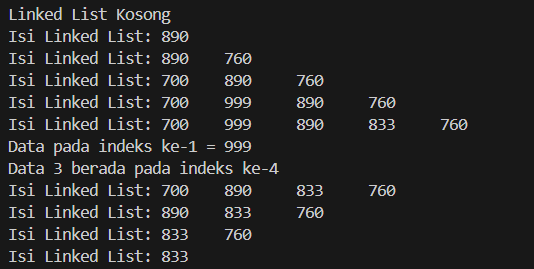 Linked List Kosong
Isi Linked List: 890
Isi Linked List: 890 760
Isi Linked List: 700 890 760
Isi Linked List: 700 999 890 760
Isi Linked List: 700 999 890 833 760
Data pada indeks ke-1 = 999
Data 3 berada pada indeks ke-4
Isi Linked List: 700 890 833 760
Isi Linked List: 890 833 760
Isi Linked List: 833 760
Isi Linked List: 833